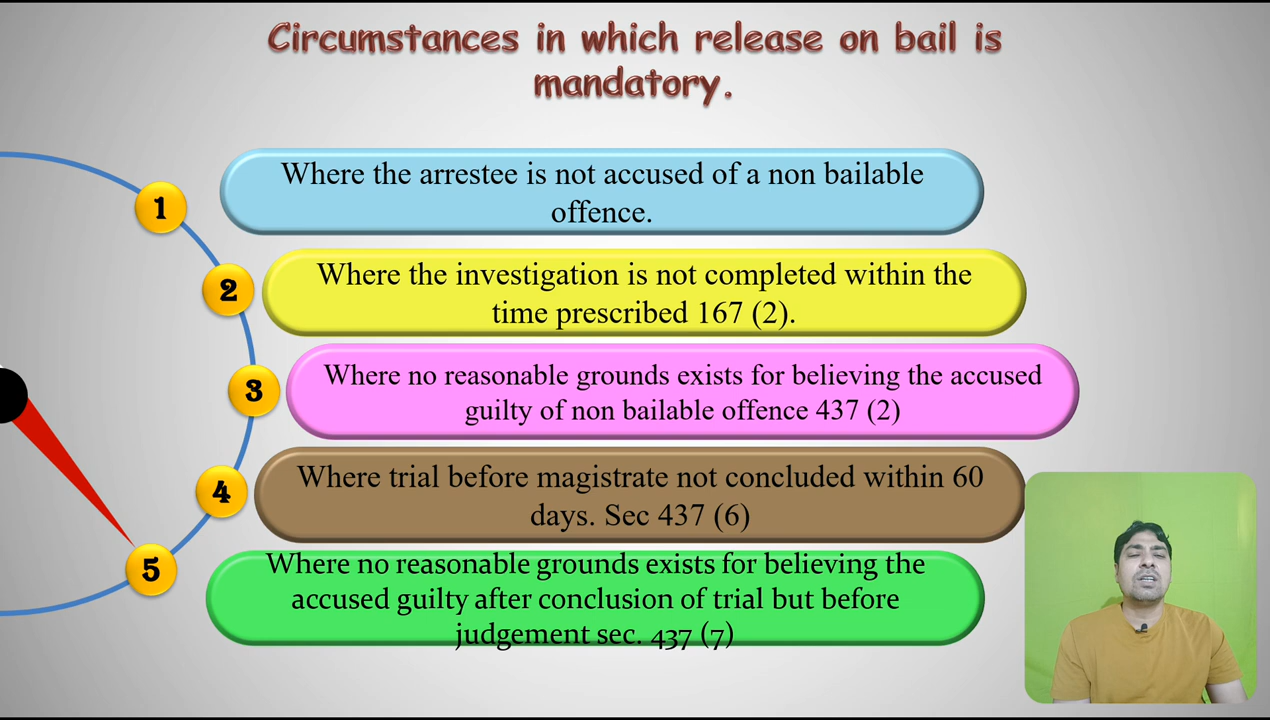 Circumstances in which release on bail is
mandatory.
1
Where the arrestee is not accused of a non bailable
offence.
2
Where the investigation is not completed within the
time prescribed 167 (2).
3
Where no reasonable grounds exists for believing the accused
guilty of non bailable offence 437 (2)
4
Where trial before magistrate not concluded within 60
days. Sec 437 (6)
5
Where no reasonable grounds exists for believing the
accused guilty after conclusion of trial but before
judgement sec. 437 (7)